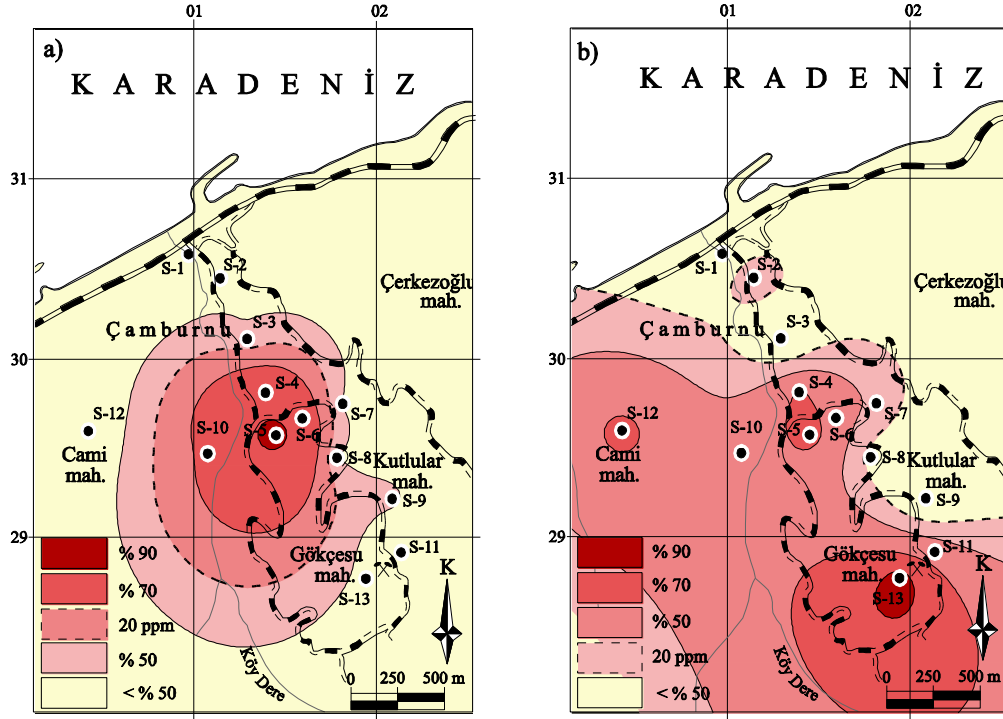 01
02
a)
K A R A D E N İ Z
31
S-1
S-2
Çerkezoğlu
mah.
Çamburnu
S-3
30
S-4
S-12
S-10
S-5
S-6
S-7
Cami
mah.
S-8
Kutlular
mah.
S-9
29
Gökçesu
mah.
S-11
S-13
K
% 90
% 70
20 ppm
% 50
< % 50
Köy Dere
0 250 500 m
01
02
b)
K A R A D E N İ Z
31
S-1
S-2
Çerkezoğlu
mah.
Çamburnu
S-3
30
S-4
S-12
S-10
S-5
S-6
S-7
Cami
mah.
S-8
Kutlular
mah.
S-9
29
Gökçesu
mah.
S-11
S-13
K
% 90
% 70
% 50
20 ppm
< % 50
Köy Dere
0 250 500 m